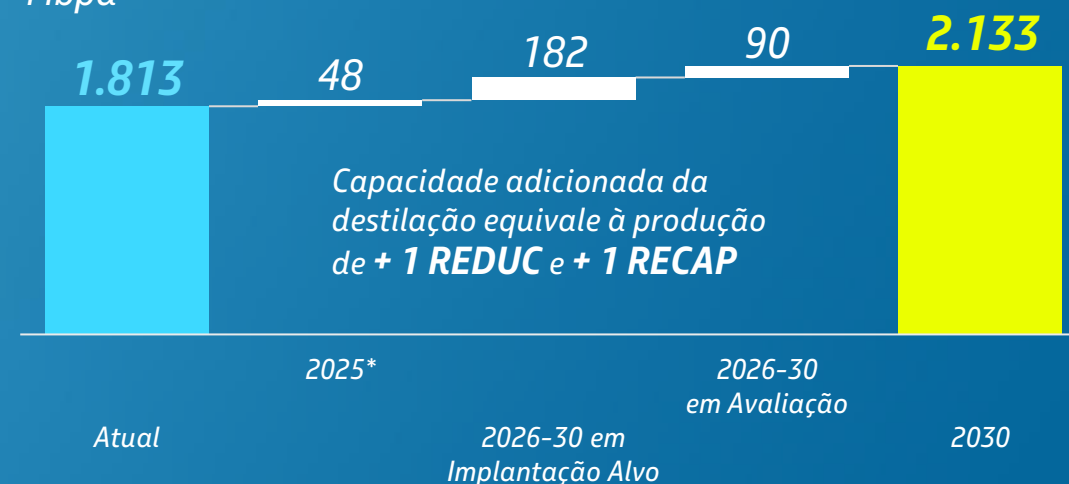 Mbpd
1.813
48
182
90
2.133
Capacidade adicionada da
destilação equivale à produção
de + 1 REDUC e + 1 RECAP
2025*
2026-30
em Avaliação
Atual
2026-30 em
Implantação Alvo
2030